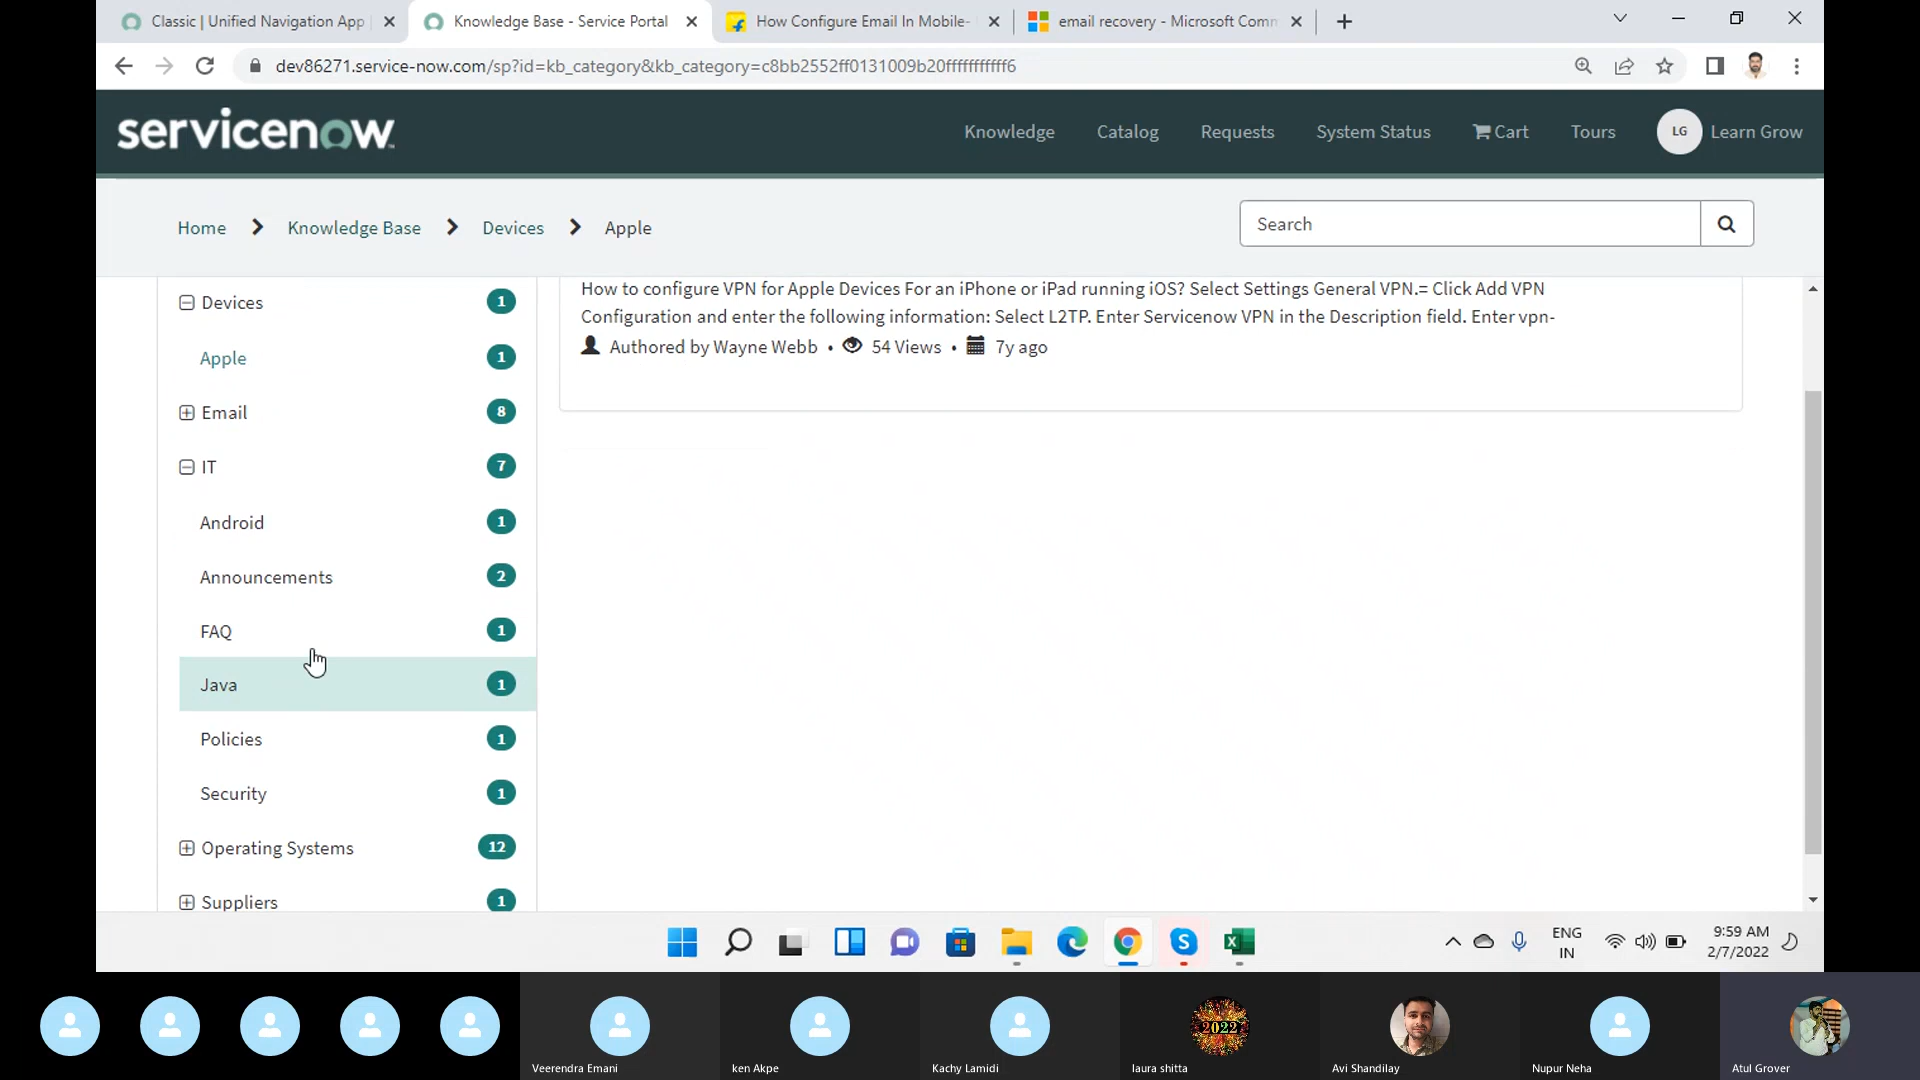 Classic | Unified Navigation App
Knowledge Base - Service Portal
How Configure Email In Mobile-
email recovery - Microsoft Comm
dev86271.service-now.com/sp?id=kb_category&kb_category=c8bb2552ff0131009b20fffffffffff6
servicenow
Knowledge
Catalog
Requests
System Status
Cart
Tours
LG
Learn Grow
Home
Knowledge Base
Devices
Apple
Search
Devices 1
Apple 1
Email 8
IT 7
Android 1
Announcements 2
FAQ 1
Java 1
Policies 1
Security 1
Operating Systems 12
Suppliers 1
How to configure VPN for Apple Devices For an iPhone or iPad running iOS? Select Settings General VPN.= Click Add VPN
Configuration and enter the following information: Select L2TP. Enter Servicenow VPN in the Description field. Enter vpn-
Authored by Wayne Webb • 54 Views • 7y ago
ENG
IN
9:59 AM
2/7/2022
2022
Veerendra Emani
ken Akpe
Kachy Lamidi
laura shitta
Avi Shandilay
Nupur Neha
Atul Grover